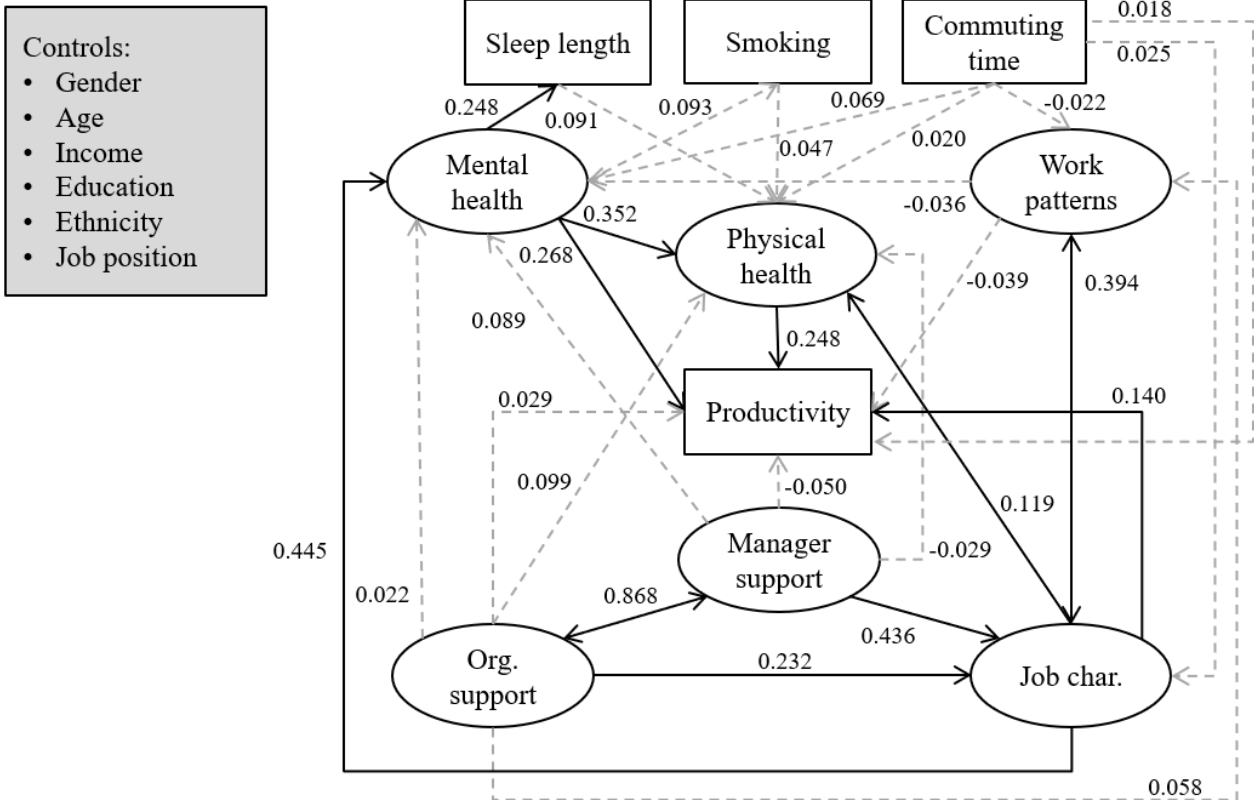 Controls:
• Gender
• Age
• Income
• Education
• Ethnicity
• Job position
Sleep length
Smoking
Commuting
time
0.018
0.025
0.248
0.091
0.093
0.069
-0.022
0.047
0.020
Mental
health
Work
patterns
0.352
-0.036
0.268
Physical
health
-0.039
0.394
0.089
0.248
0.029
Productivity
0.140
0.099
-0.050
0.119
0.445
Manager
support
-0.029
0.022
0.868
0.436
Org.
support
0.232
Job char.
0.058